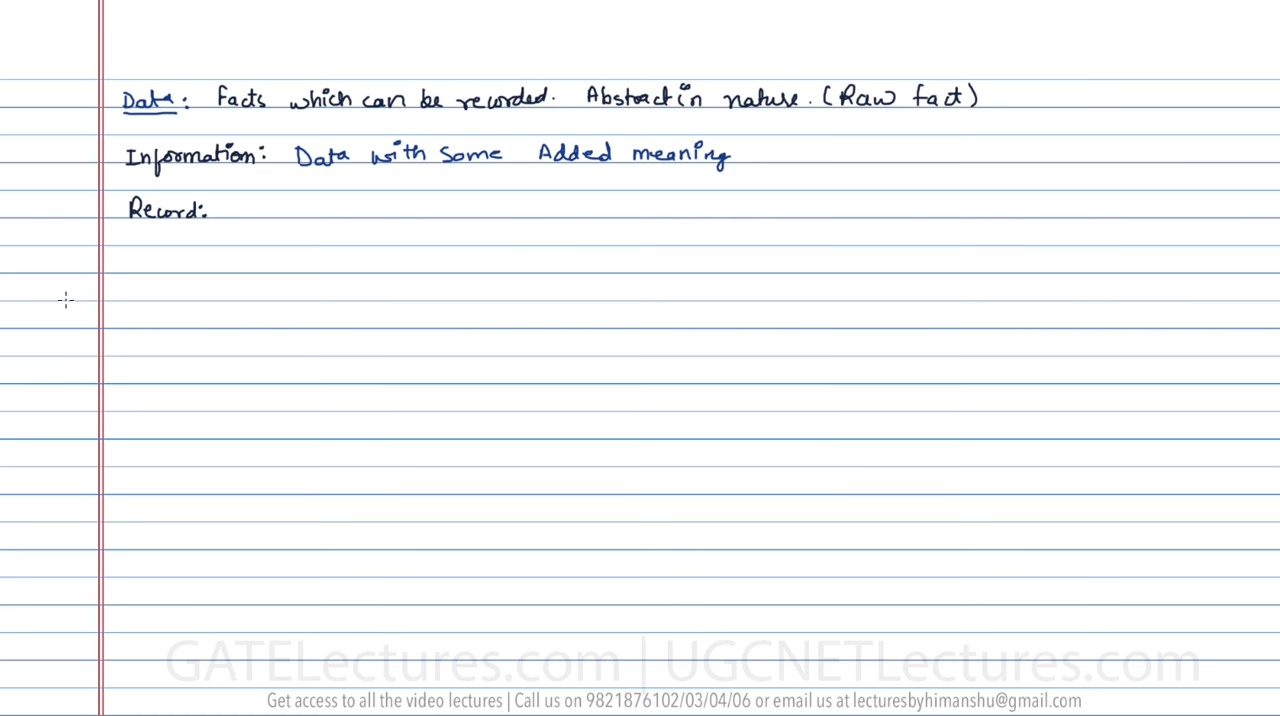 Data: Facts which can be recorded. Abstract in nature. (Raw fact)
Information: Data with Some Added meaning
Record:
GATELectures.com | UGCNETLectures.com
Get access to all the video lectures | Call us on 9821876102/03/04/06 or email us at lecturesbyhimanshu@gmail.com